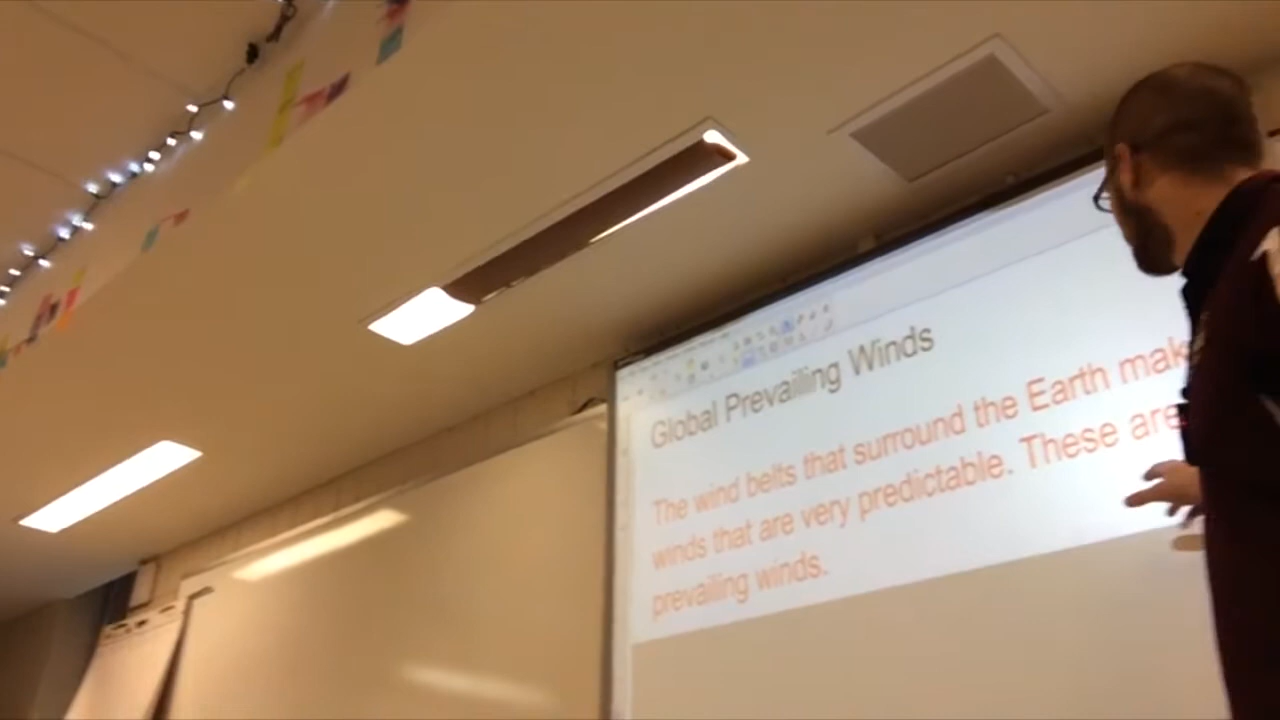 Global Prevailing Winds
The wind belts that surround the Earth mak
winds that are very predictable. These are
prevailing winds.